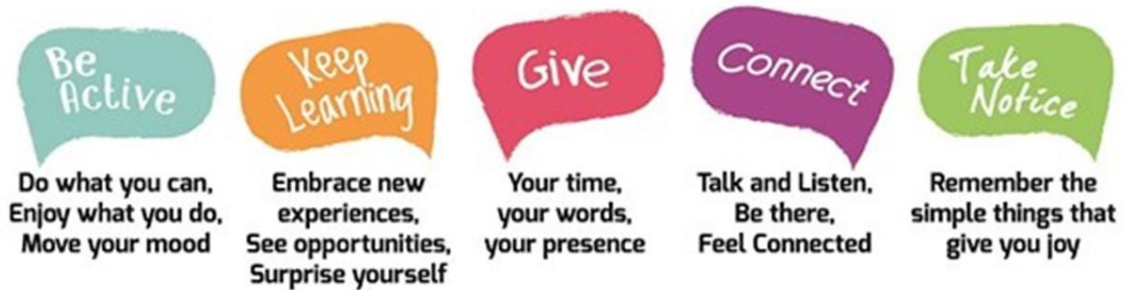 Be
Active
Do what you can,
Enjoy what you do,
Move your mood
Keep
Learning
Embrace new
experiences,
See opportunities,
Surprise yourself
Give
Your time,
your words,
your presence
Connect
Talk and Listen,
Be there,
Feel Connected
Take
Notice
Remember the
simple things that
give you joy